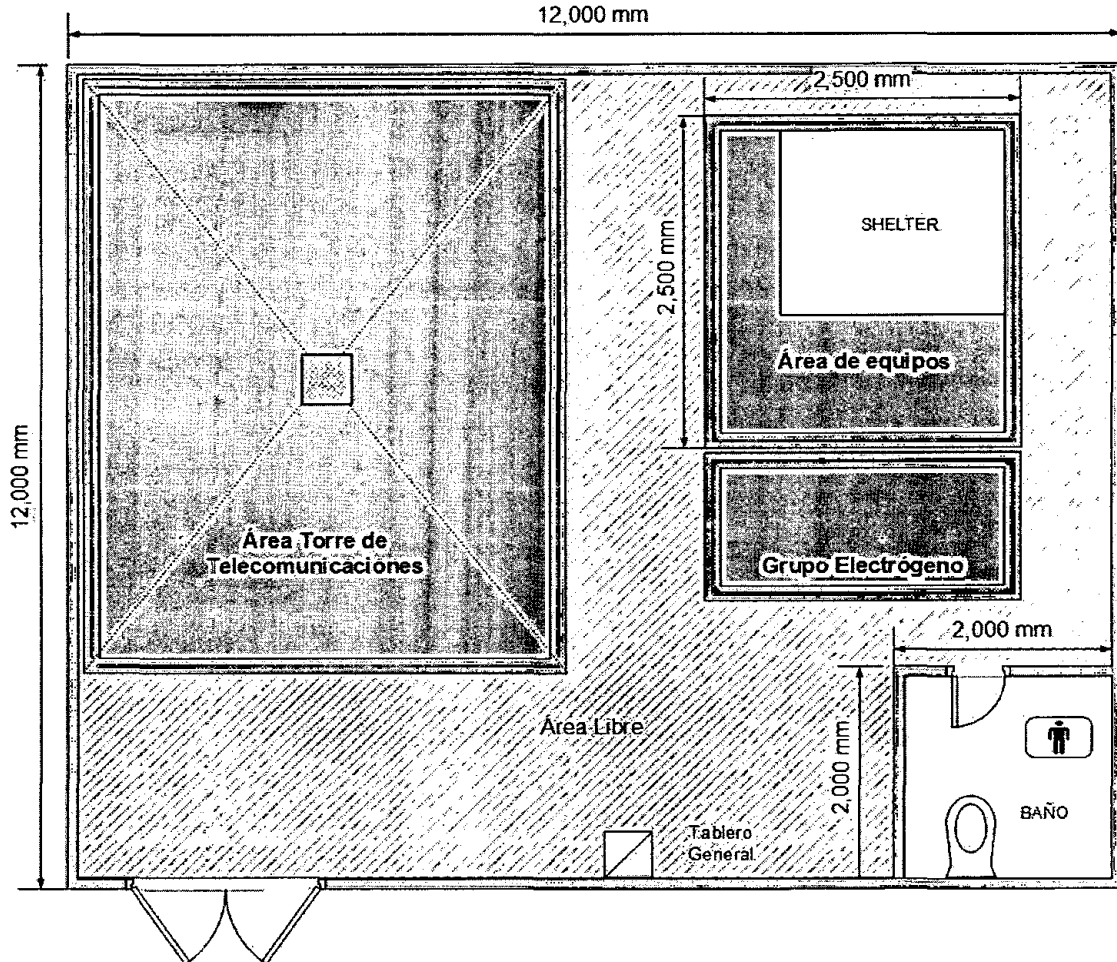 12,000 mm
2,500 mm
SHELTER
2,500 mm
Área de equipos
12,000 mm
Área Torre de
Telecomunicaciónes
Grupo Electrógeno
2,000 mm
Área Libre
2,000 mm
BAÑO
Tablero
General